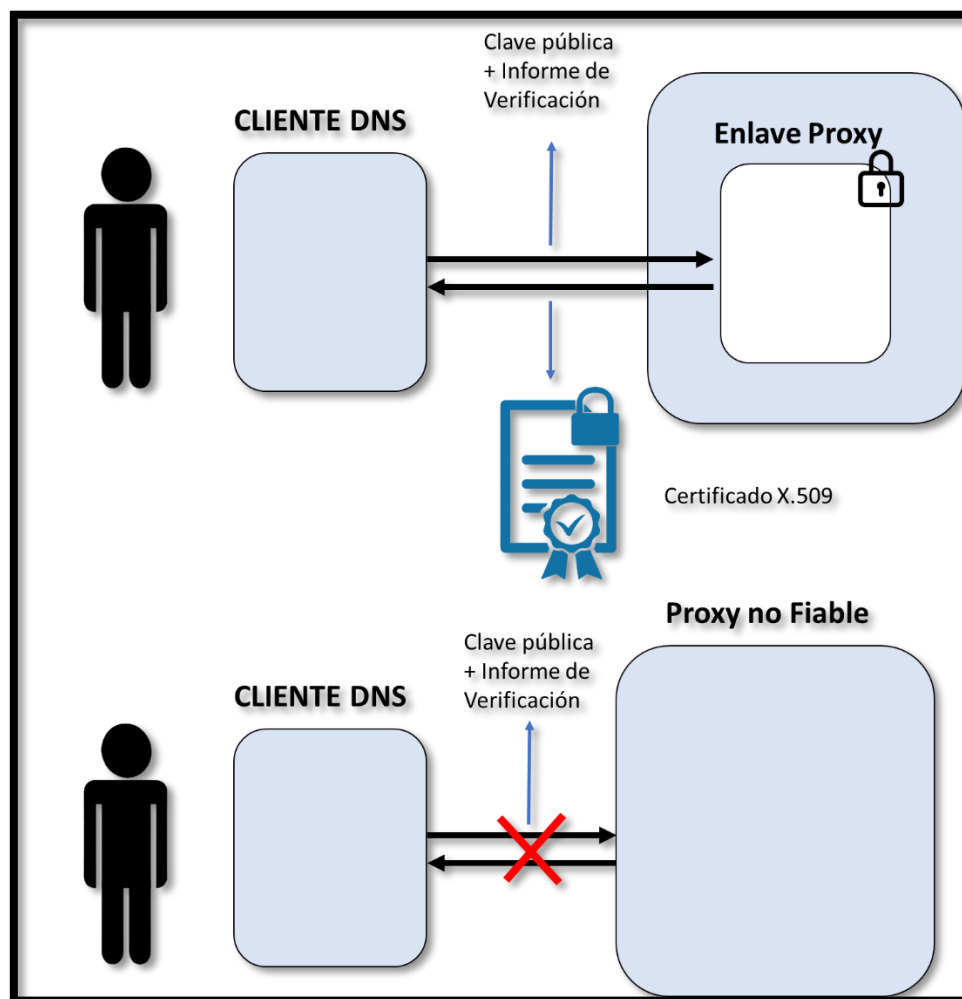 Clave pública
+ Informe de
Verificación
CLIENTE DNS
Enlave Proxy
Certificado X.509
Proxy no Fiable
Clave pública
+ Informe de
Verificación
CLIENTE DNS